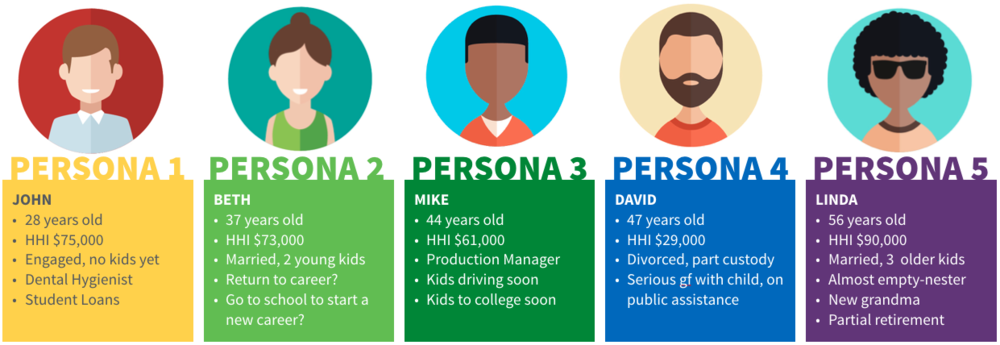 PERSONA 1
JOHN
• 28 years old
• HHI $75,000
• Engaged, no kids yet
• Dental Hygienist
• Student Loans
PERSONA 2
BETH
• 37 years old
• HHI $73,000
• Married, 2 young kids
• Return to career?
• Go to school to start a
new career?
PERSONA 3
MIKE
• 44 years old
• HHI $61,000
• Production Manager
• Kids driving soon
• Kids to college soon
PERSONA 4
DAVID
• 47 years old
• HHI $29,000
• Divorced, part custody
• Serious gf with child, on
public assistance
PERSONA 5
LINDA
• 56 years old
• HHI $90,000
• Married, 3 older kids
• Almost empty-nester
• New grandma
• Partial retirement